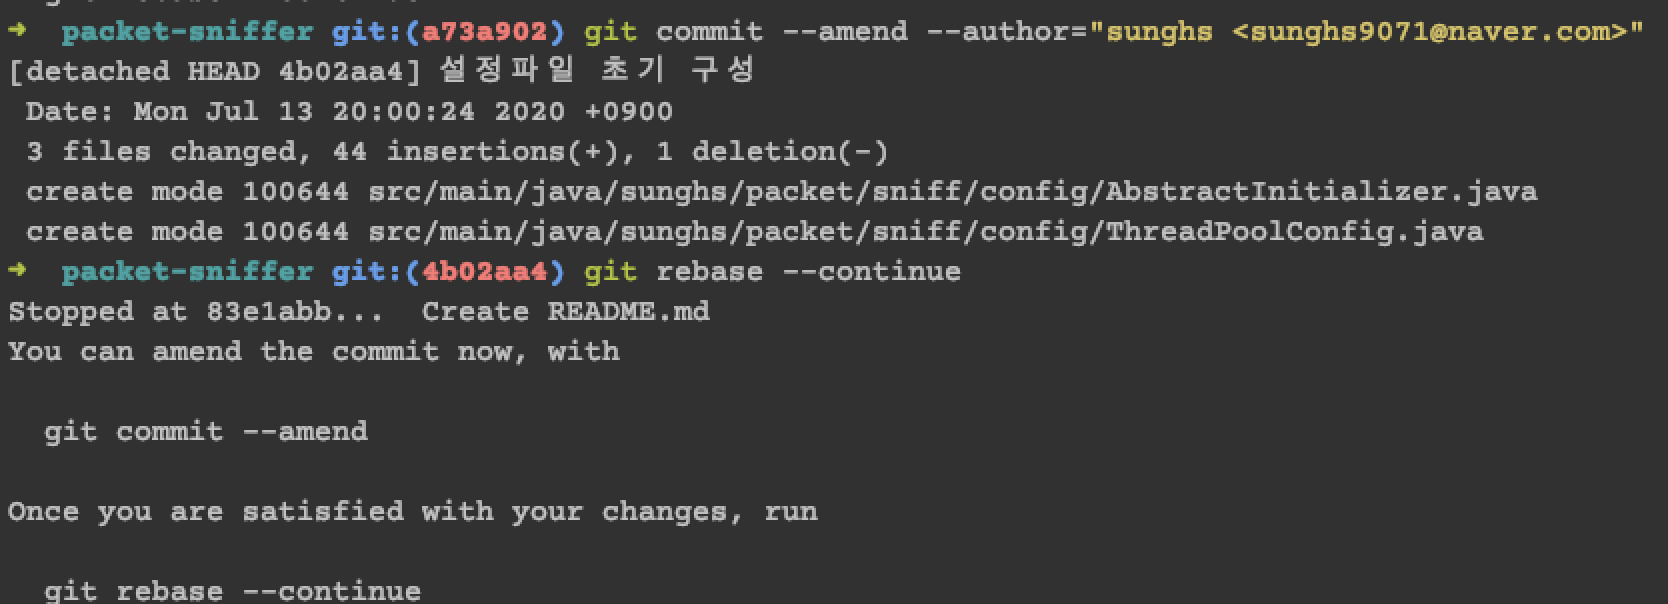 ➜  packet-sniffer git:(a73a902) git commit --amend --author="sunghs <sunghs9071@naver.com>"
[detached HEAD 4b02aa4] 설정파일 초기 구성
 Date: Mon Jul 13 20:00:24 2020 +0900
 3 files changed, 44 insertions(+), 1 deletion(-)
 create mode 100644 src/main/java/sunghs/packet/sniff/config/AbstractInitializer.java
 create mode 100644 src/main/java/sunghs/packet/sniff/config/ThreadPoolConfig.java
➜  packet-sniffer git:(4b02aa4) git rebase --continue
Stopped at 83e1abb...  Create README.md
You can amend the commit now, with
  git commit --amend
Once you are satisfied with your changes, run
  git rebase --continue